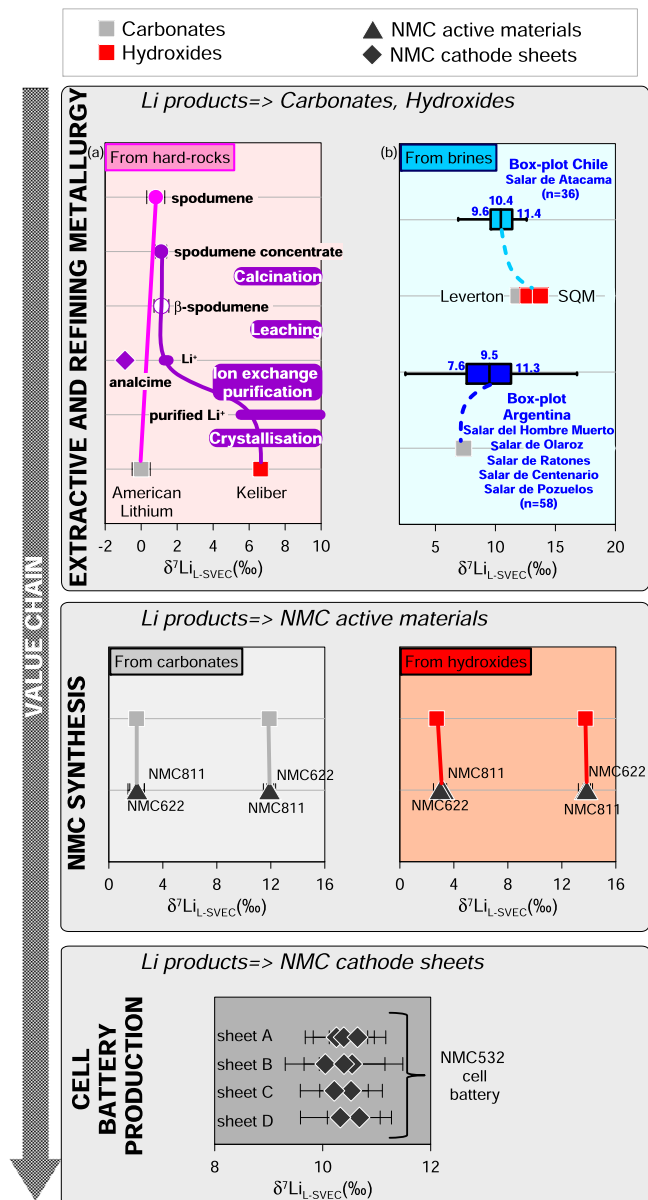 Carbonates
NMC active materials
Hydroxides
NMC cathode sheets
VALUE CHAIN
EXTRACTIVE AND REFINING METALLURGY
Li products=> Carbonates, Hydroxides
(a)
From hard-rocks
spodumene
spodumene concentrate
Calcination
β-spodumene
Leaching
Li⁺
analcime
Ion exchange
purification
purified Li⁺
Crystallisation
American
Lithium
Keliber
-2 0 2 4 6 8 10
δ⁷Li L-SVEC(‰)
(b)
From brines
Box-plot Chile
Salar de Atacama
(n=36)
10.4
9.6
11.4
Leverton
SQM
9.5
7.6
11.3
Box-plot
Argentina
Salar del Hombre Muerto
Salar de Olaroz
Salar de Ratones
Salar de Centenario
Salar de Pozuelos
(n=58)
5 10 15 20
δ⁷Li L-SVEC(‰)
NMC SYNTHESIS
Li products=> NMC active materials
From carbonates
NMC811
NMC622
NMC622
NMC811
0 4 8 12 16
δ⁷Li L-SVEC(‰)
From hydroxides
NMC811
NMC622
NMC622
NMC811
0 4 8 12 16
δ⁷Li L-SVEC(‰)
CELL
BATTERY
PRODUCTION
Li products=> NMC cathode sheets
sheet A
sheet B
sheet C
sheet D
NMC532
cell
battery
8 10 12
δ⁷Li L-SVEC(‰)